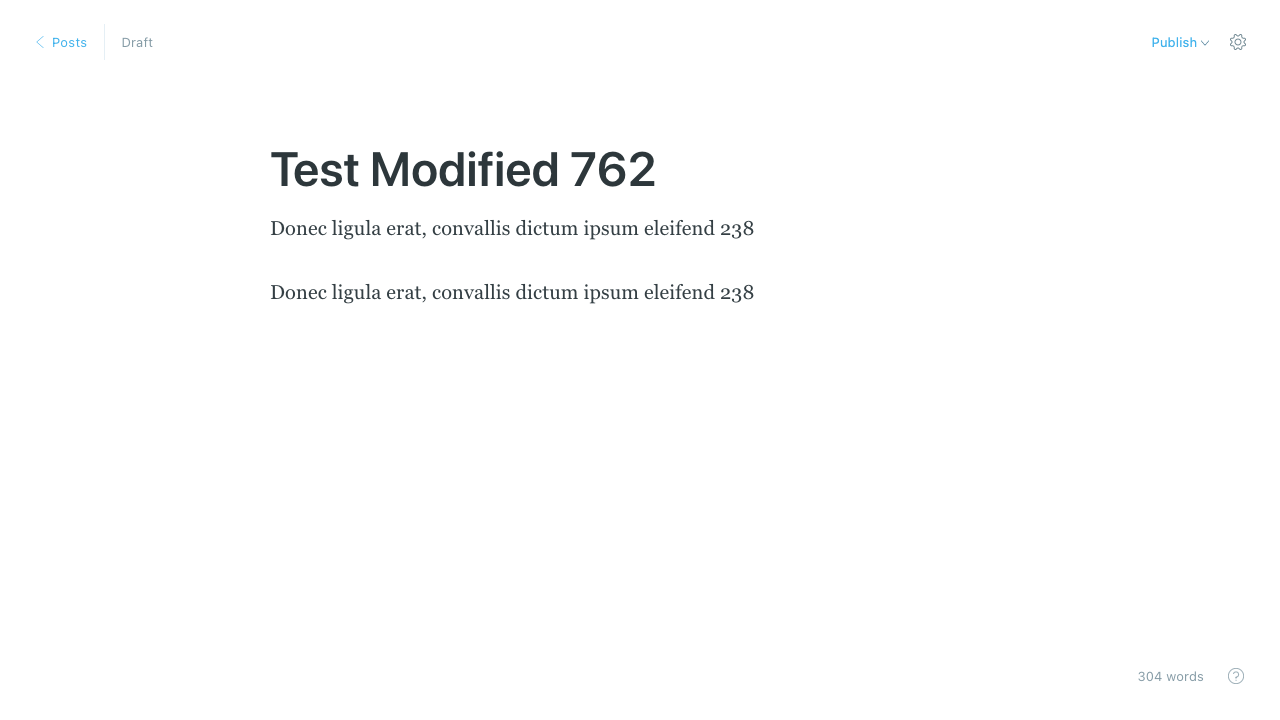 Posts
Draft
Publish
Test Modified 762
Donec ligula erat, convallis dictum ipsum eleifend 238
Donec ligula erat, convallis dictum ipsum eleifend 238
304 words
?